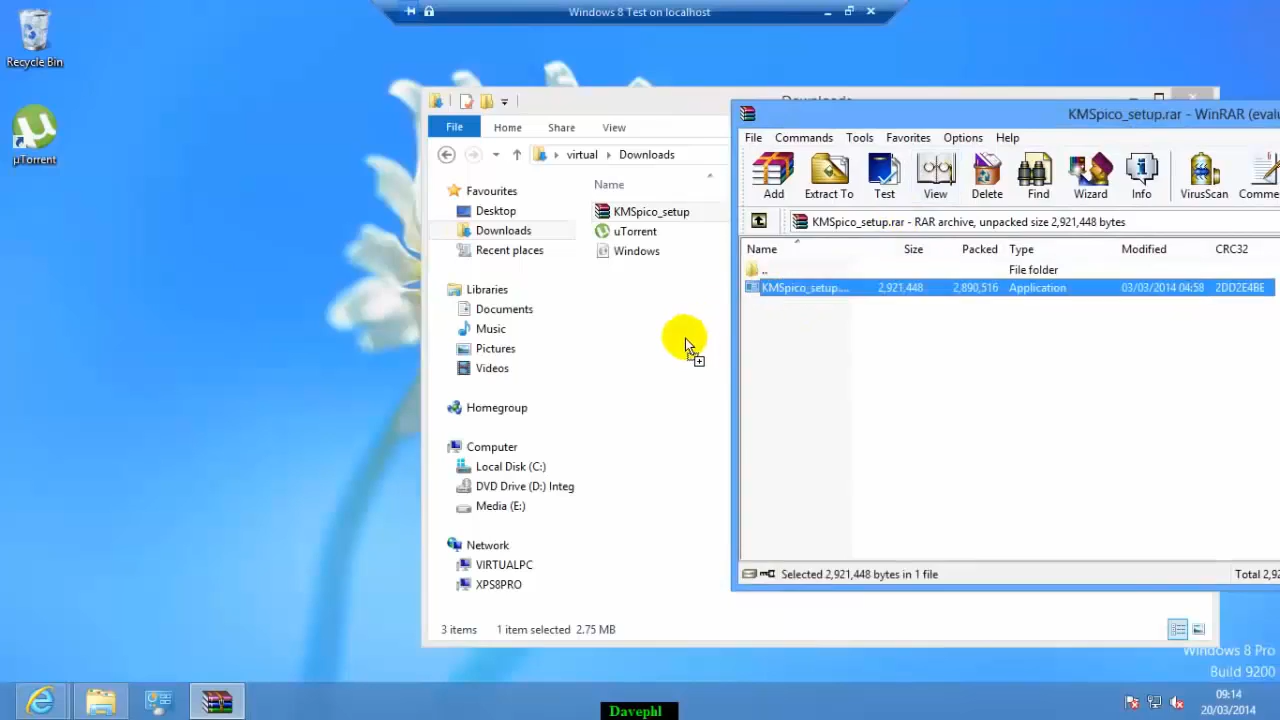 Windows 8 Test on localhost
Recycle Bin
µTorrent
File
Home
Share
View
virtual
Downloads
Favourites
Desktop
Downloads
Recent places
Libraries
Documents
Music
Pictures
Videos
Homegroup
Computer
Local Disk (C:)
DVD Drive (D:) Integ
Media (E:)
Network
VIRTUALPC
XPS8PRO
Name
KMSpico_setup
uTorrent
Windows
3 items
1 item selected 2.75 MB
KMSpico_setup.rar - WinRAR (evalu
File
Commands
Tools
Favorites
Options
Help
Add
Extract To
Test
View
Delete
Find
Wizard
Info
VirusScan
Comme
KMSpico_setup.rar - RAR archive, unpacked size 2,921,448 bytes
Name Size Packed Type Modified CRC32
.. File folder
KMSpico_setup.... 2,921,448 2,890,516 Application 03/03/2014 04:58 2DD2E4BE
Selected 2,921,448 bytes in 1 file
Total 2,92
Windows 8 Pro
Build 9200
09:14
20/03/2014
Davephl